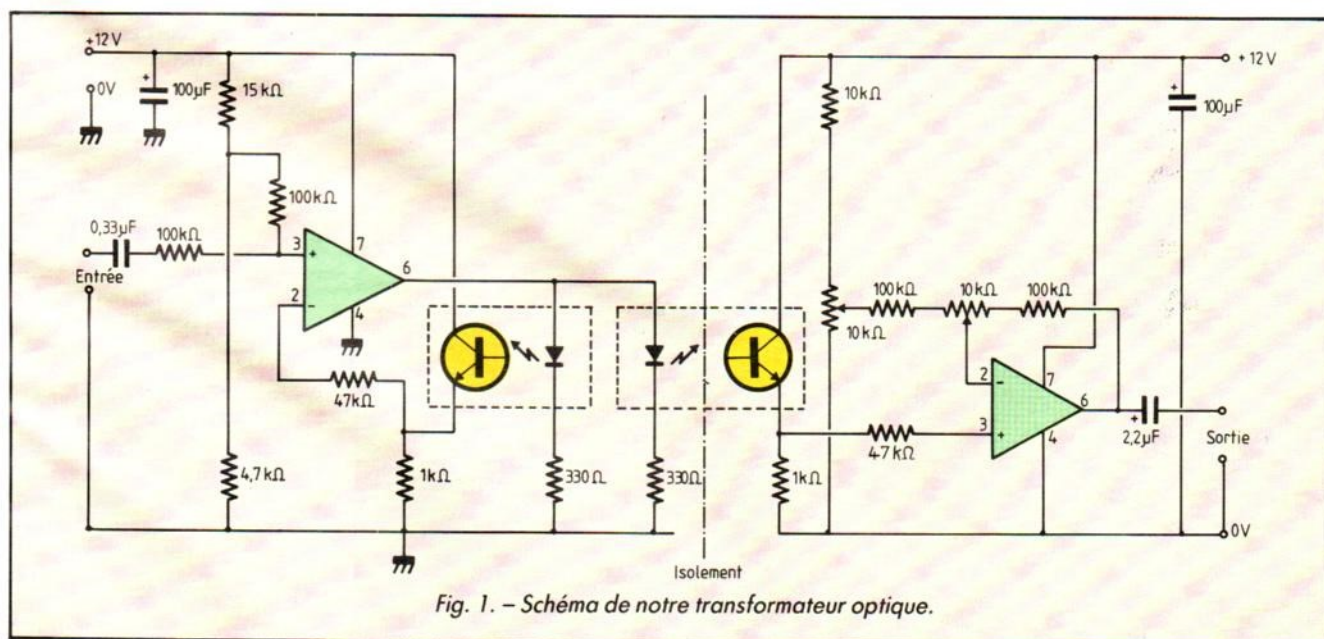 +12V
0V
100µF
15kΩ
100kΩ
0,33µF
100kΩ
Entrée
3
+
2
-
7
4
6
47kΩ
4,7kΩ
1kΩ
330Ω
330Ω
Isolement
+12V
10kΩ
100µF
+
10kΩ
100kΩ
10kΩ
100kΩ
2
-
3
+
7
4
6
+
2,2µF
Sortie
47kΩ
1kΩ
0V
Fig. 1. – Schéma de notre transformateur optique.